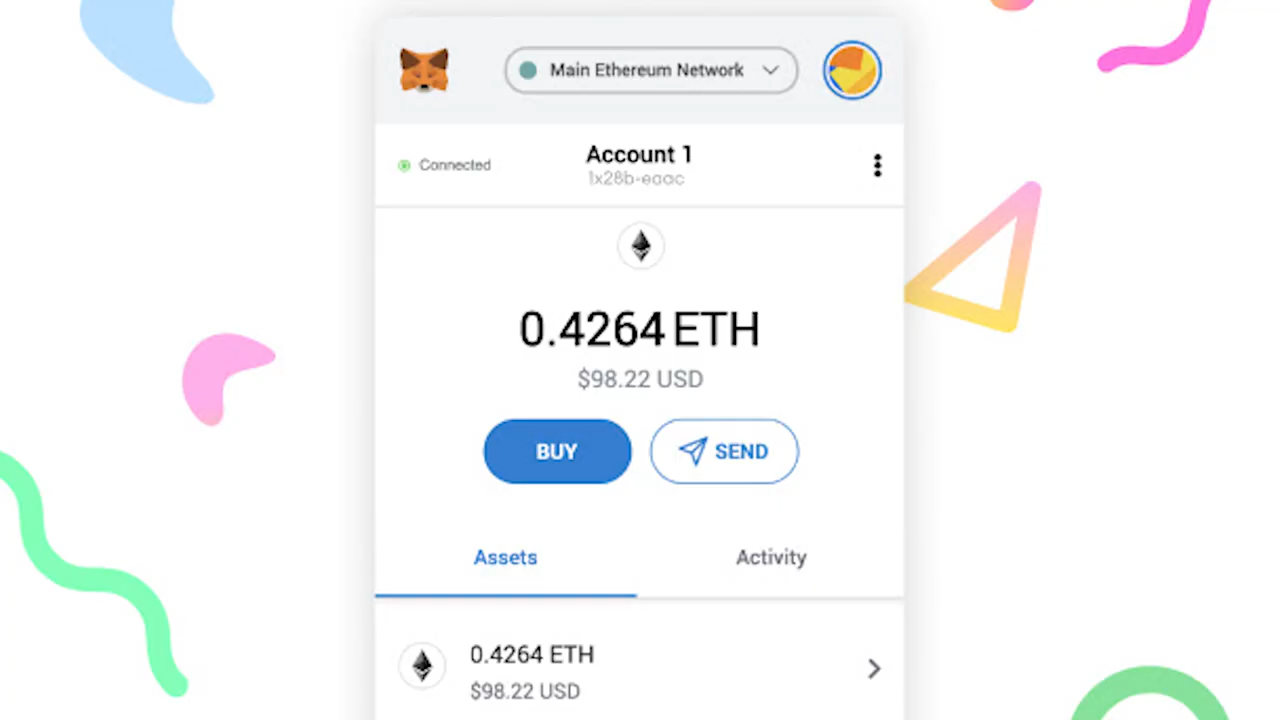 Main Ethereum Network
Connected
Account 1
1x28b-eaac
0.4264 ETH
$98.22 USD
BUY
SEND
Assets
Activity
0.4264 ETH
$98.22 USD